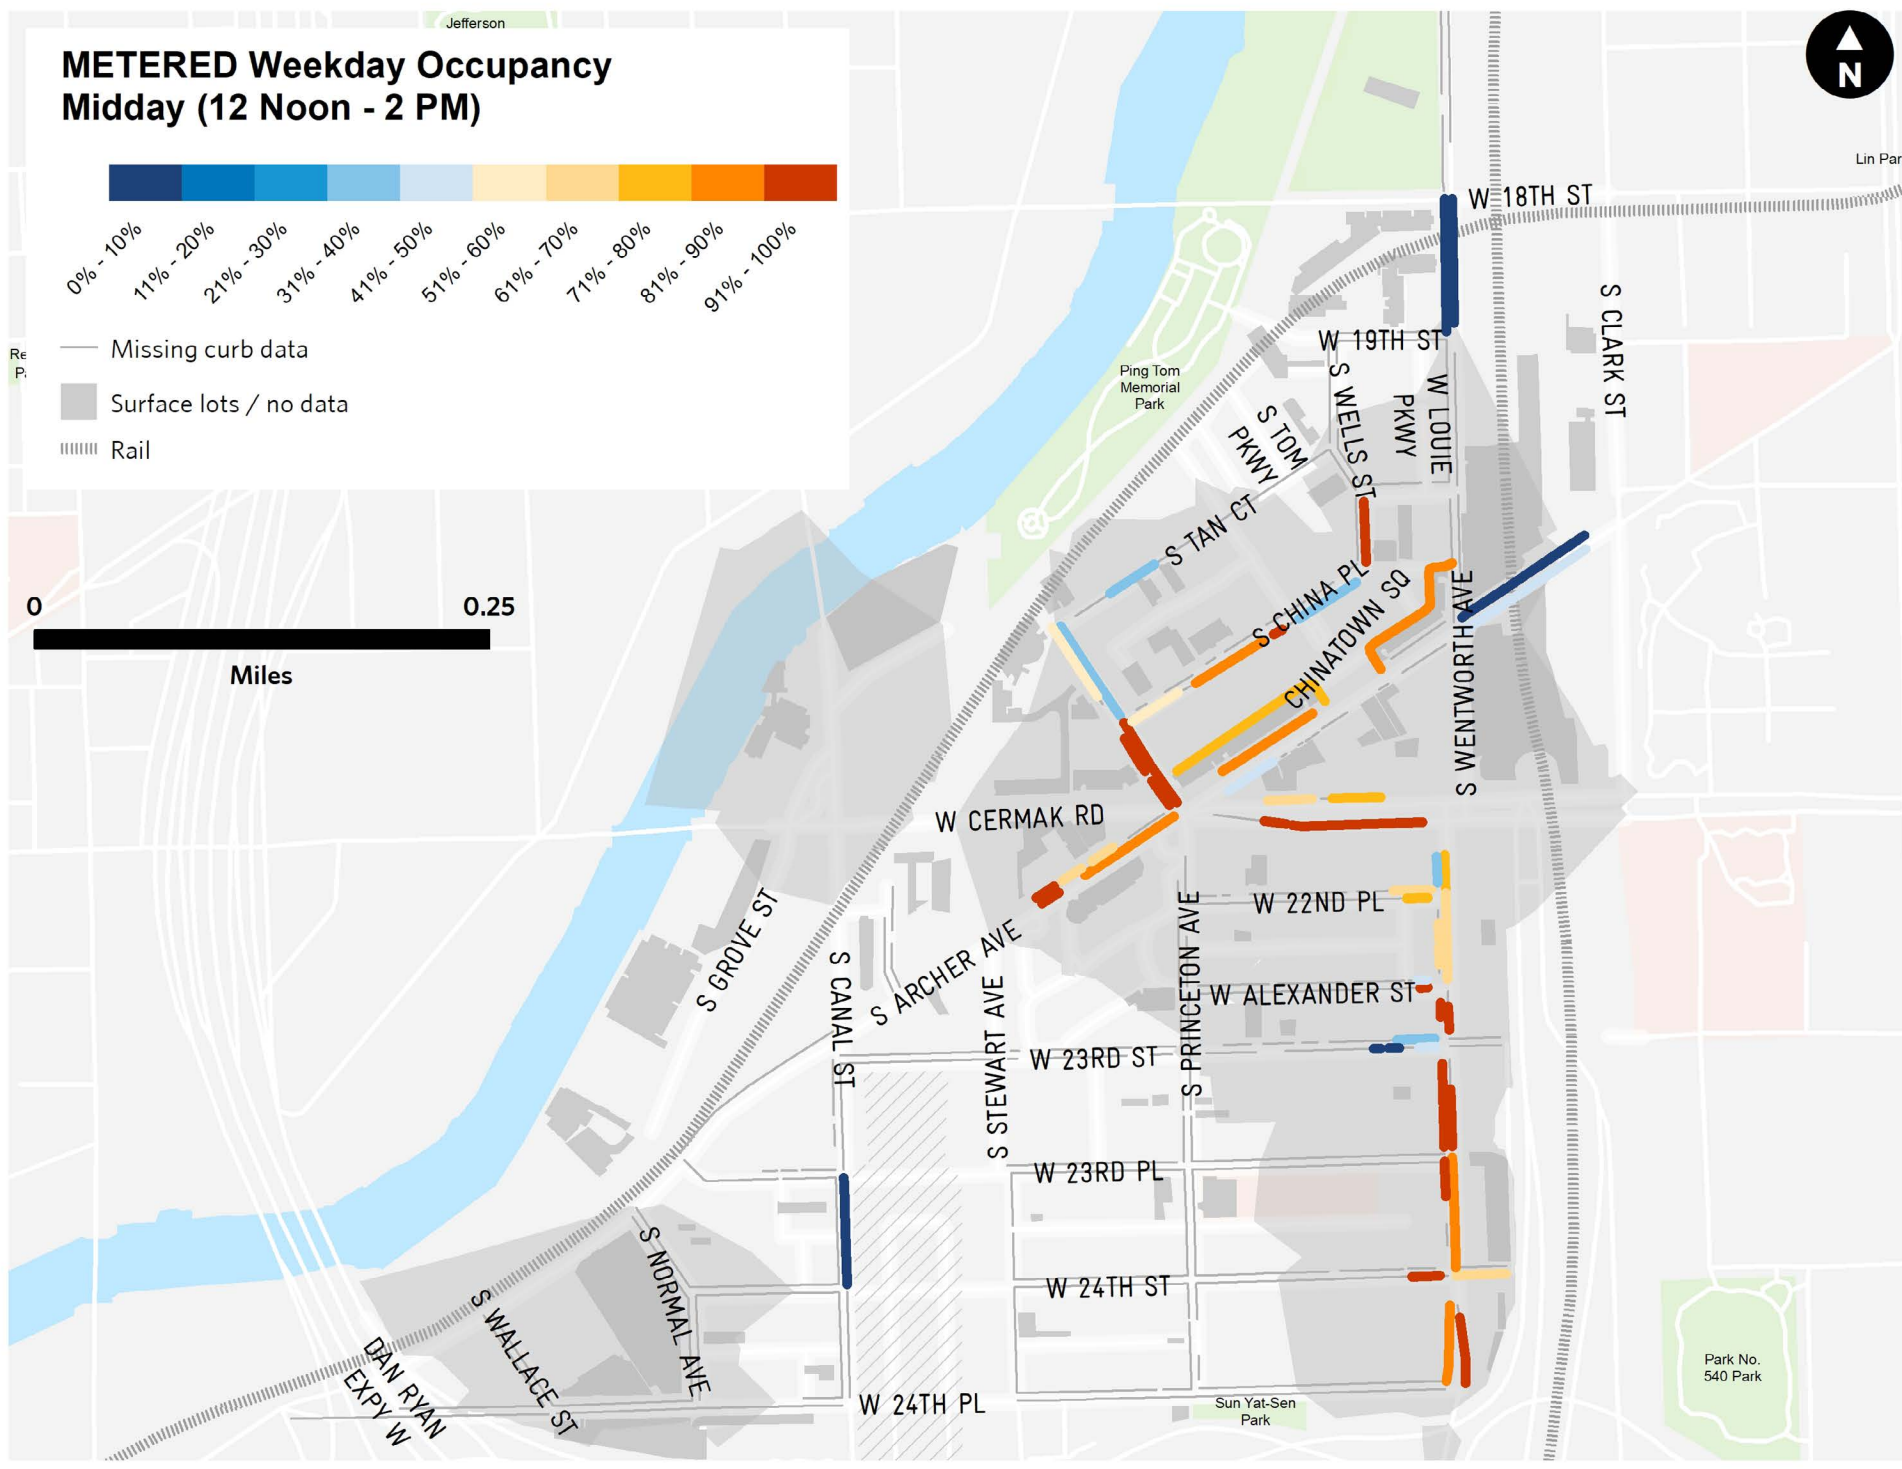 Jefferson
METERED Weekday Occupancy
Midday (12 Noon - 2 PM)
0% - 10%
11% - 20%
21% - 30%
31% - 40%
41% - 50%
51% - 60%
61% - 70%
71% - 80%
81% - 90%
91% - 100%
Missing curb data
Surface lots / no data
Rail
0
0.25
Miles
N
Lin Par
Re
P
W 18TH ST
S CLARK ST
W 19TH ST
Ping Tom
Memorial
Park
S WELLS ST
W LOUIE
PKWY
S TOM
PKWY
S TAN CT
S CHINA PL
CHINATOWN SQ
S WENTWORTH AVE
W CERMAK RD
W 22ND PL
S GROVE ST
S CANAL ST
S ARCHER AVE
S STEWART AVE
S PRINCETON AVE
W ALEXANDER ST
W 23RD ST
W 23RD PL
W 24TH ST
S NORMAL AVE
S WALLACE ST
DAN RYAN
EXPY W
W 24TH PL
Sun Yat-Sen
Park
Park No.
540 Park